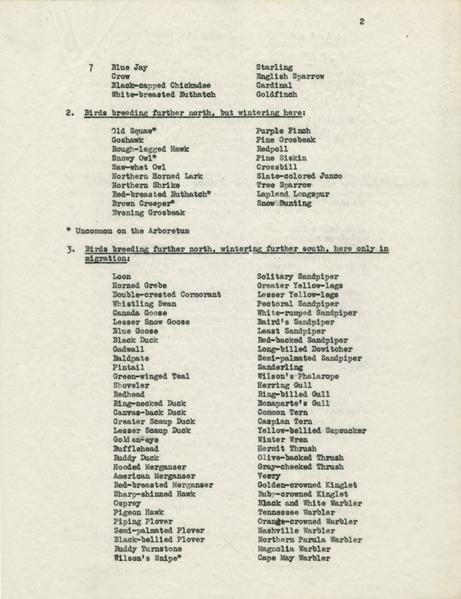 2
7 Blue Jay Starling
Crow English Sparrow
Black-capped Chickadee Cardinal
White-breasted Nuthatch Goldfinch
2. Birds breeding further north, but wintering here:
Old Squaw* Purple Finch
Goshawk Pine Grosbeak
Rough-legged Hawk Redpoll
Snowy Owl* Pine Siskin
Saw-whet Owl Crossbill
Northern Horned Lark Slate-colored Junco
Northern Shrike Tree Sparrow
Red-breasted Nuthatch* Lapland Longspur
Brown Creeper* Snow Bunting
Evening Grosbeak
* Uncommon on the Arboretum
3. Birds breeding further north, wintering further south, here only in
migration:
Loon Solitary Sandpiper
Horned Grebe Greater Yellow-legs
Double-crested Cormorant Lesser Yellow-legs
Whistling Swan Pectoral Sandpiper
Canada Goose White-rumped Sandpiper
Lesser Snow Goose Baird's Sandpiper
Blue Goose Least Sandpiper
Black Duck Red-backed Sandpiper
Gadwall Long-billed Dowitcher
Baldpate Semi-palmated Sandpiper
Pintail Sanderling
Green-winged Teal Wilson's Phalarope
Shoveler Herring Gull
Redhead Ring-billed Gull
Ring-necked Duck Bonaparte's Gull
Canvas-back Duck Common Tern
Greater Scaup Duck Caspian Tern
Lesser Scaup Duck Yellow-bellied Sapsucker
Golden-eye Winter Wren
Bufflehead Hermit Thrush
Ruddy Duck Olive-backed Thrush
Hooded Merganser Gray-cheeked Thrush
American Merganser Veery
Red-breasted Merganser Golden-crowned Kinglet
Sharp-shinned Hawk Ruby-crowned Kinglet
Osprey Black and White Warbler
Pigeon Hawk Tennessee Warbler
Piping Plover Orange-crowned Warbler
Semi-palmated Plover Nashville Warbler
Black-bellied Plover Northern Parula Warbler
Ruddy Turnstone Magnolia Warbler
Wilson's Snipe* Cape May Warbler